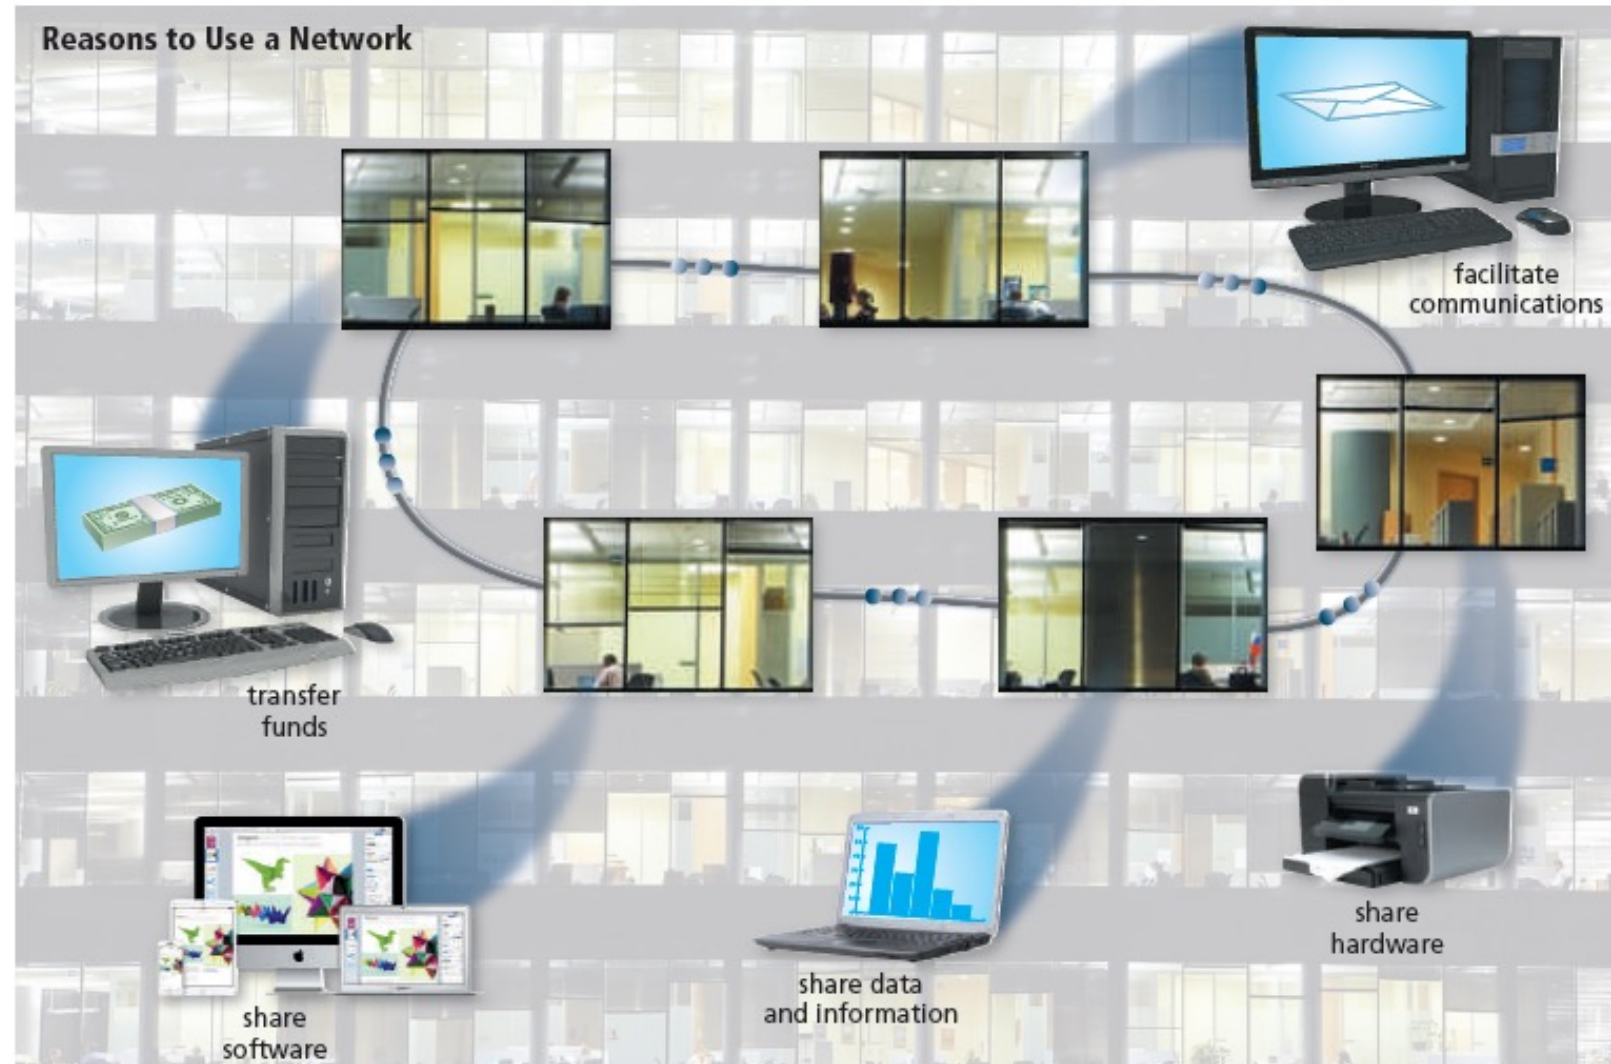 Reasons to Use a Network
facilitate
communications
transfer
funds
share
hardware
share data
and information
share
software